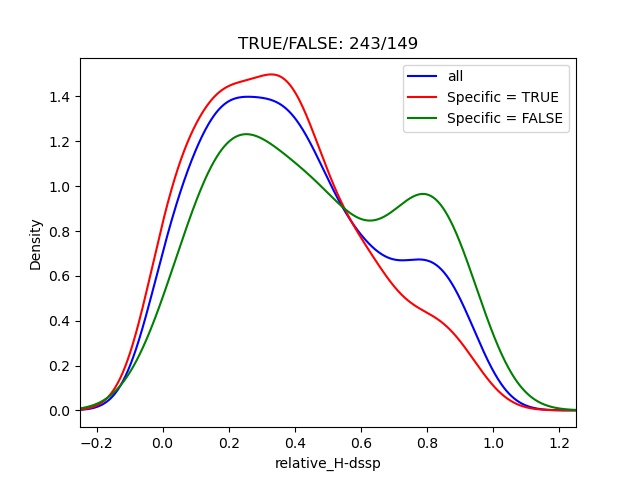 TRUE/FALSE: 243/149
all
Specific = TRUE
Specific = FALSE
Density
1.4
1.2
1.0
0.8
0.6
0.4
0.2
0.0
−0.2 0.0 0.2 0.4 0.6 0.8 1.0 1.2
relative_H-dssp